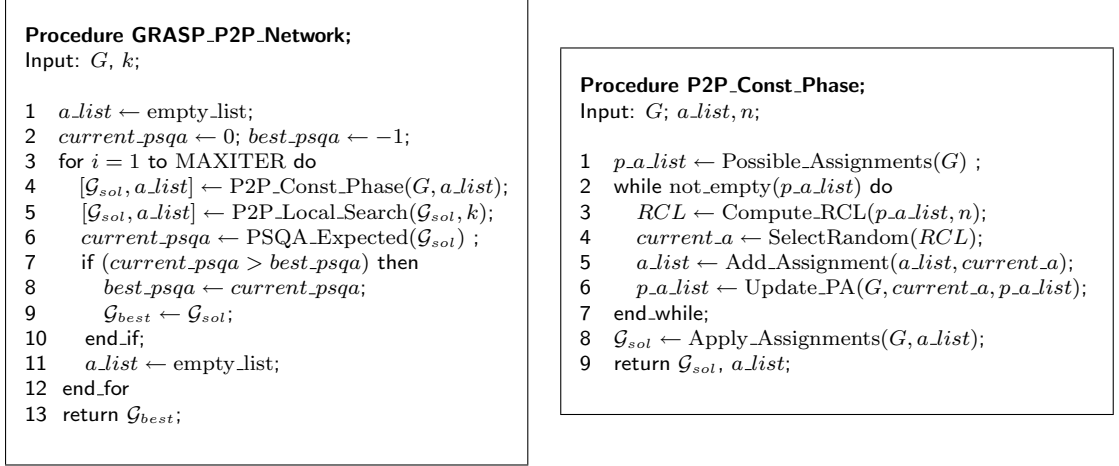 Procedure GRASP_P2P_Network;
Input: G, k;
1 a_list ← empty_list;
2 current_psqa ← 0; best_psqa ← −1;
3 for i = 1 to MAXITER do
4 [𝒢sol, a_list] ← P2P_Const_Phase(G, a_list);
5 [𝒢sol, a_list] ← P2P_Local_Search(𝒢sol, k);
6 current_psqa ← PSQA_Expected(𝒢sol) ;
7 if (current_psqa > best_psqa) then
8 best_psqa ← current_psqa;
9 𝒢best ← 𝒢sol;
10 end_if;
11 a_list ← empty_list;
12 end_for
13 return 𝒢best;
Procedure P2P_Const_Phase;
Input: G; a_list, n;
1 p_a_list ← Possible_Assignments(G) ;
2 while not_empty(p_a_list) do
3 RCL ← Compute_RCL(p_a_list, n);
4 current_a ← SelectRandom(RCL);
5 a_list ← Add_Assignment(a_list, current_a);
6 p_a_list ← Update_PA(G, current_a, p_a_list);
7 end_while;
8 𝒢sol ← Apply_Assignments(G, a_list);
9 return 𝒢sol, a_list;